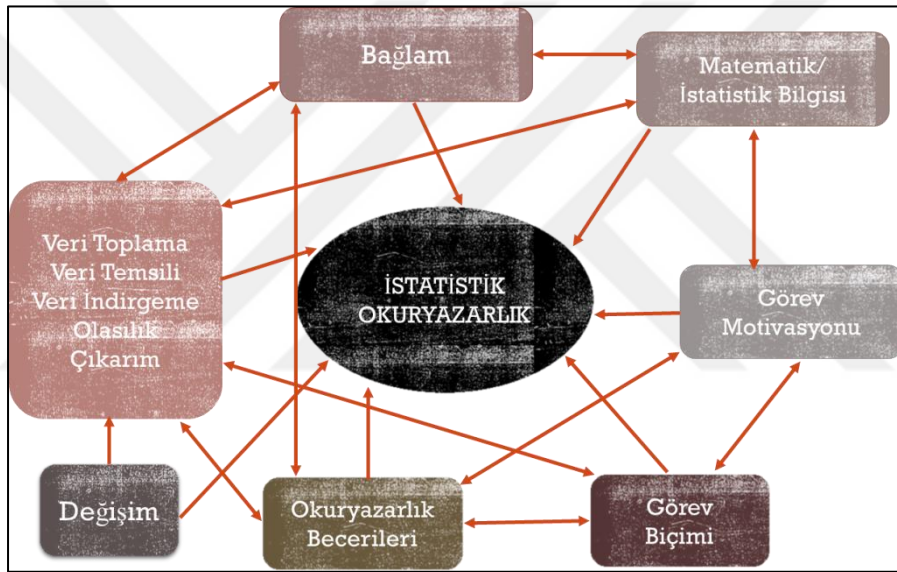 Bağlam
Matematik/
İstatistik Bilgisi
Veri Toplama
Veri Temsili
Veri İndirgeme
Olasılık
Çıkarım
İSTATİSTİK
OKURYAZARLIK
Görev
Motivasyonu
Değişim
Okuryazarlık
Becerileri
Görev
Biçimi